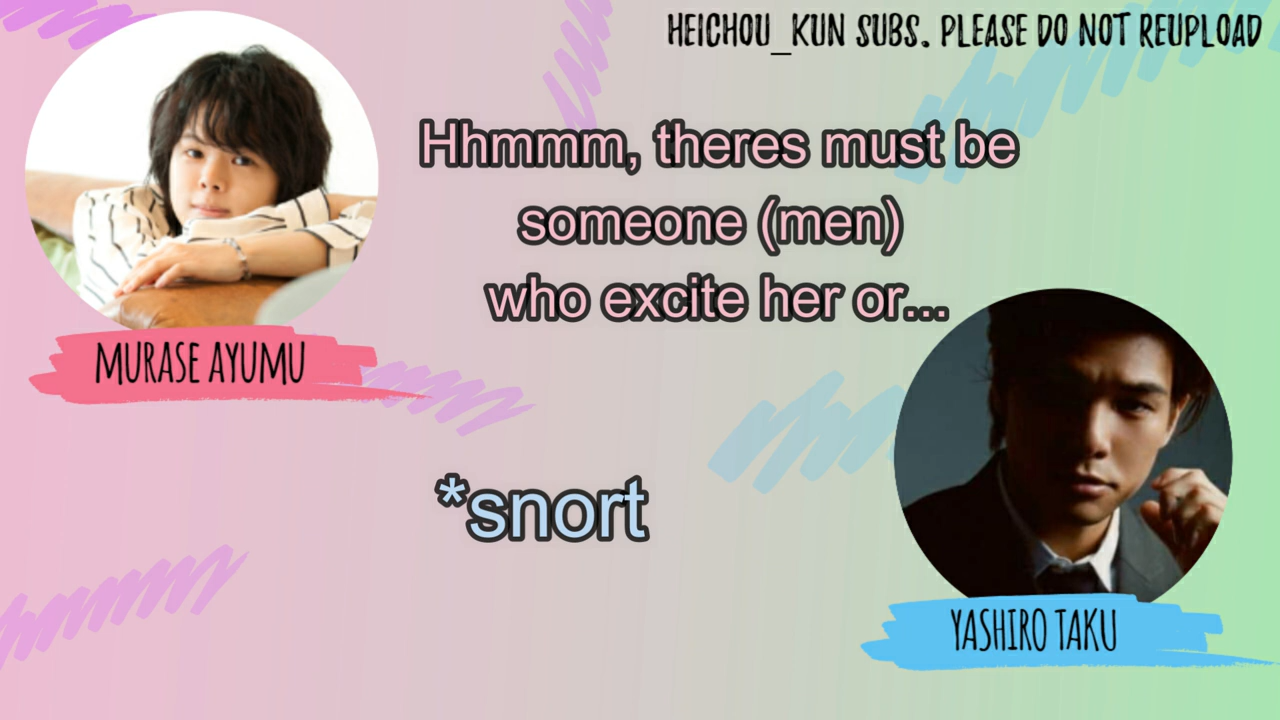 HEICHOU_KUN SUBS. PLEASE DO NOT REUPLOAD
Hhmmm, theres must be
someone (men)
who excite her or...
MURASE AYUMU
*snort
YASHIRO TAKU